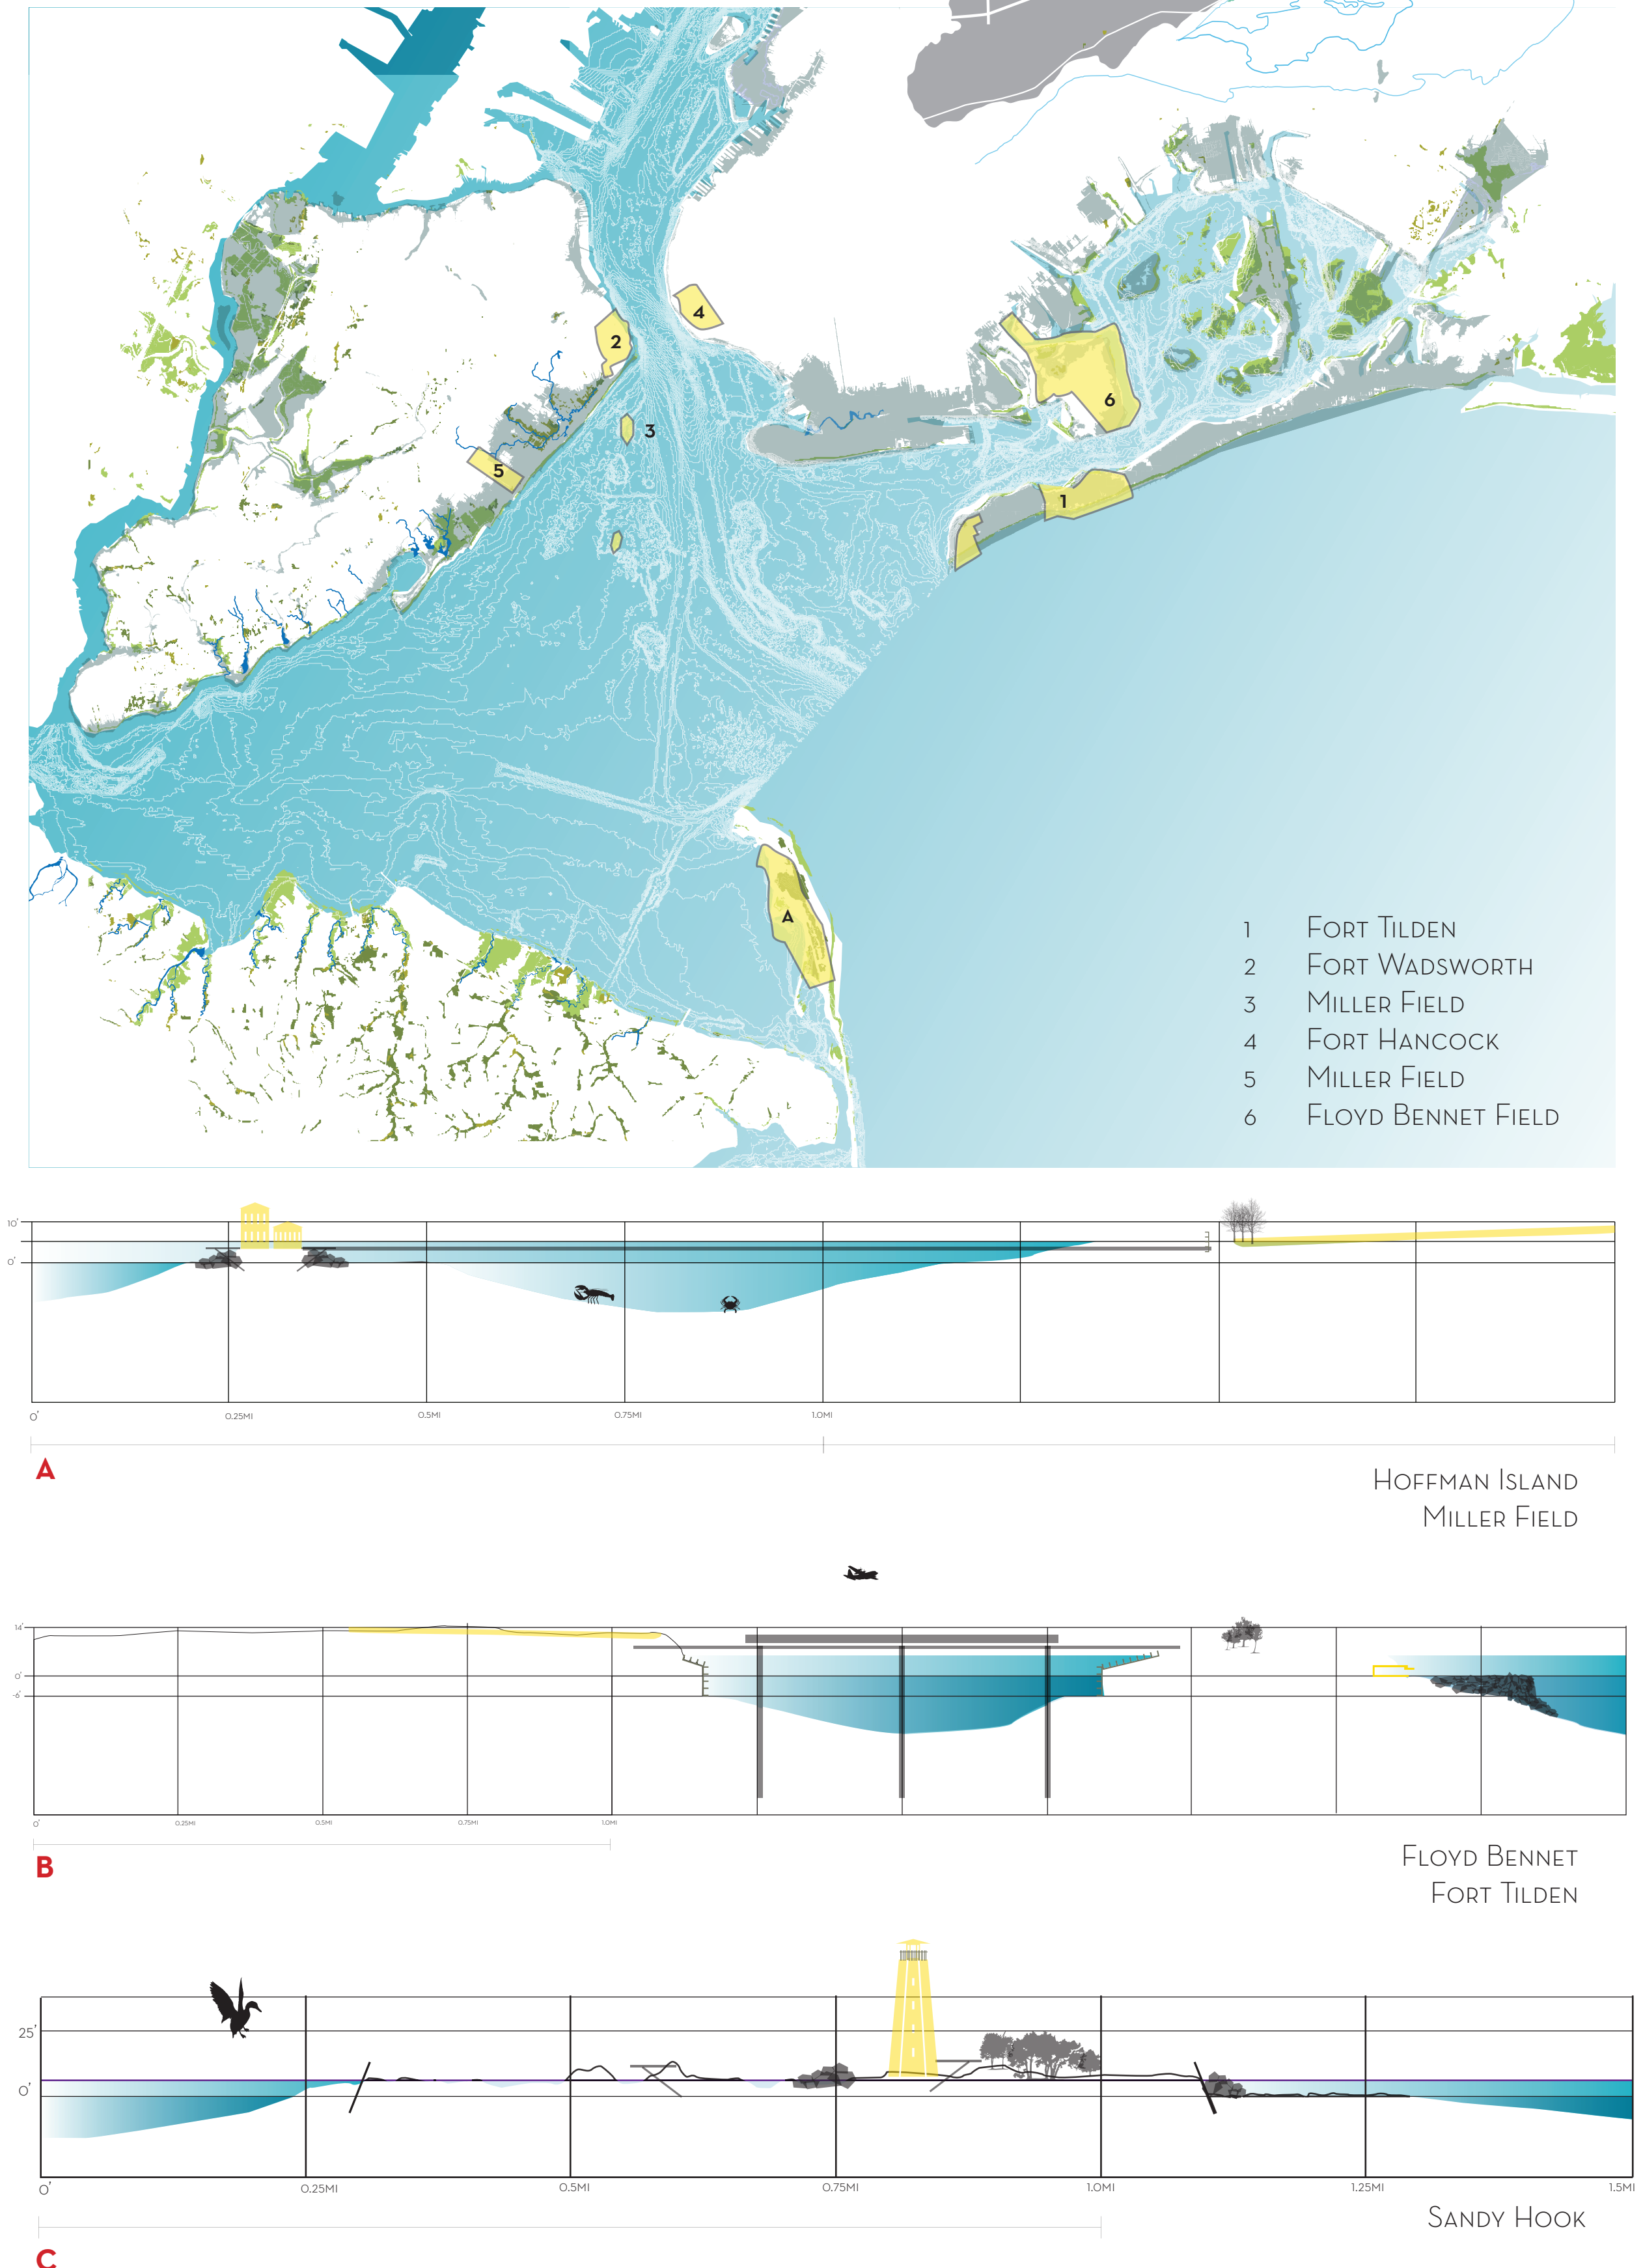 4
2
3
6
5
1
A
1 Fort Tilden
2 Fort Wadsworth
3 Miller Field
4 Fort Hancock
5 Miller Field
6 Floyd Bennet Field
10'
0'
0' 0.25MI 0.5MI 0.75MI 1.0MI
A
Hoffman Island
Miller Field
14'
0'
-6'
0' 0.25MI 0.5MI 0.75MI 1.0MI
B
Floyd Bennet
Fort Tilden
25'
0'
0' 0.25MI 0.5MI 0.75MI 1.0MI 1.25MI 1.5MI
Sandy Hook
C